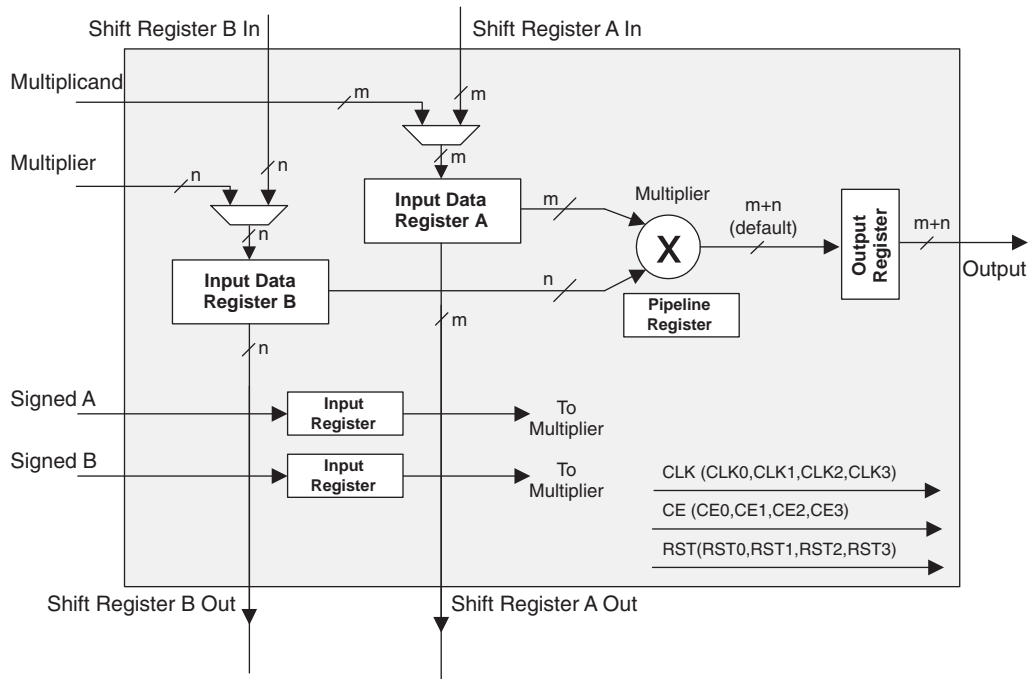 Shift Register B In
Shift Register A In
Multiplicand
m
m
Multiplier
n
n
m
Input Data
Register A
m
Multiplier
X
m+n
(default)
Output
Register
m+n
Output
n
Input Data
Register B
n
Pipeline
Register
m
n
Signed A
Input
Register
To
Multiplier
Signed B
Input
Register
To
Multiplier
CLK (CLK0,CLK1,CLK2,CLK3)
CE (CE0,CE1,CE2,CE3)
RST(RST0,RST1,RST2,RST3)
Shift Register B Out
Shift Register A Out